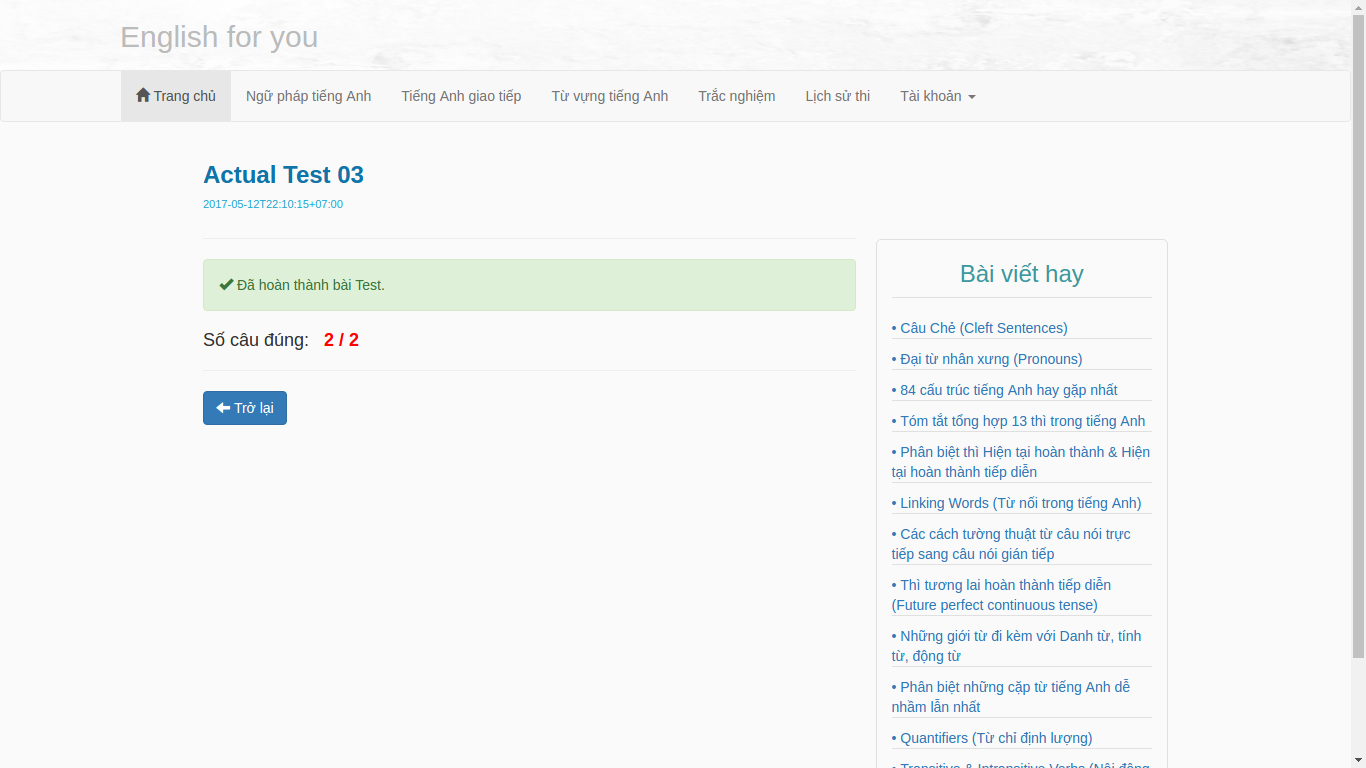 English for you
Trang chủ Ngữ pháp tiếng Anh Tiếng Anh giao tiếp Từ vựng tiếng Anh Trắc nghiệm Lịch sử thi Tài khoản
Actual Test 03
2017-05-12T22:10:15+07:00
Đã hoàn thành bài Test.
Số câu đúng: 2 / 2
Trở lại
Bài viết hay
• Câu Chẻ (Cleft Sentences)
• Đại từ nhân xưng (Pronouns)
• 84 cấu trúc tiếng Anh hay gặp nhất
• Tóm tắt tổng hợp 13 thì trong tiếng Anh
• Phân biệt thì Hiện tại hoàn thành & Hiện
tại hoàn thành tiếp diễn
• Linking Words (Từ nối trong tiếng Anh)
• Các cách tường thuật từ câu nói trực
tiếp sang câu nói gián tiếp
• Thì tương lai hoàn thành tiếp diễn
(Future perfect continuous tense)
• Những giới từ đi kèm với Danh từ, tính
từ, động từ
• Phân biệt những cặp từ tiếng Anh dễ
nhầm lẫn nhất
• Quantifiers (Từ chỉ định lượng)
• Transitive & Intransitive Verbs (Nội động